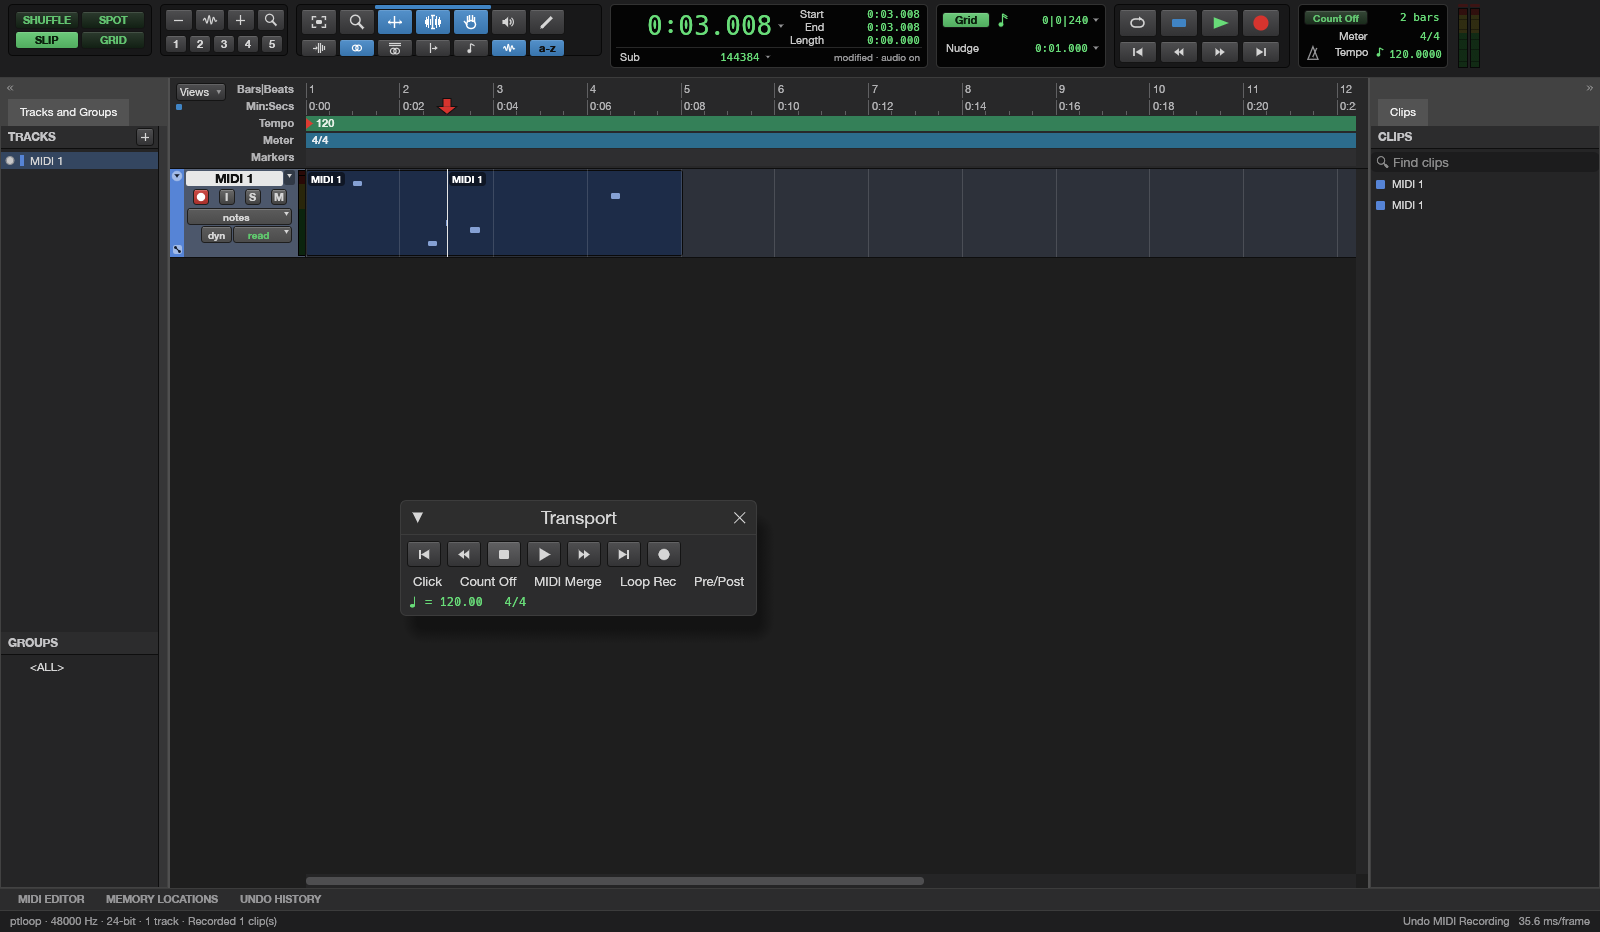 SHUFFLE SPOT
SLIP GRID
1 2 3 4 5
a-z
0:03.008
Start 0:03.008
End 0:03.008
Length 0:00.000
Sub 144384
modified · audio on
Grid 0|0|240
Nudge 0:01.000
Count Off 2 bars
Meter 4/4
Tempo 120.0000
Tracks and Groups
TRACKS
MIDI 1
GROUPS
<ALL>
Views
Bars|Beats 1 2 3 4 5 6 7 8 9 10 11 12
Min:Secs 0:00 0:02 0:04 0:06 0:08 0:10 0:12 0:14 0:16 0:18 0:20 0:2
Tempo 120
Meter 4/4
Markers
MIDI 1
I S M
notes
dyn read
MIDI 1 MIDI 1
Clips
CLIPS
Find clips
MIDI 1
MIDI 1
Transport
Click Count Off MIDI Merge Loop Rec Pre/Post
= 120.00 4/4
MIDI EDITOR MEMORY LOCATIONS UNDO HISTORY
ptloop · 48000 Hz · 24-bit · 1 track · Recorded 1 clip(s)
Undo MIDI Recording 35.6 ms/frame